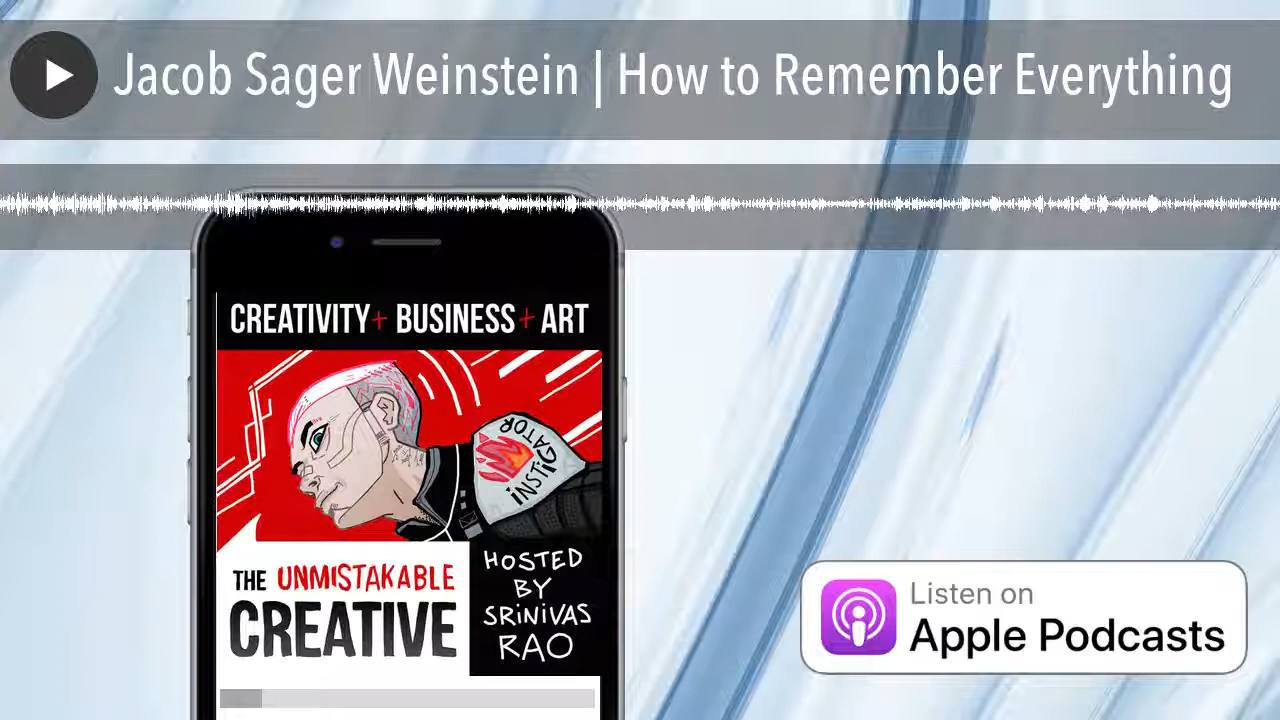 Jacob Sager Weinstein | How to Remember Everything
CREATIVITY+ BUSINESS+ ART
INSTIGATOR
THE UNMISTAKABLE
CREATIVE
HOSTED
BY
SRINIVAS
RAO
Listen on
Apple Podcasts